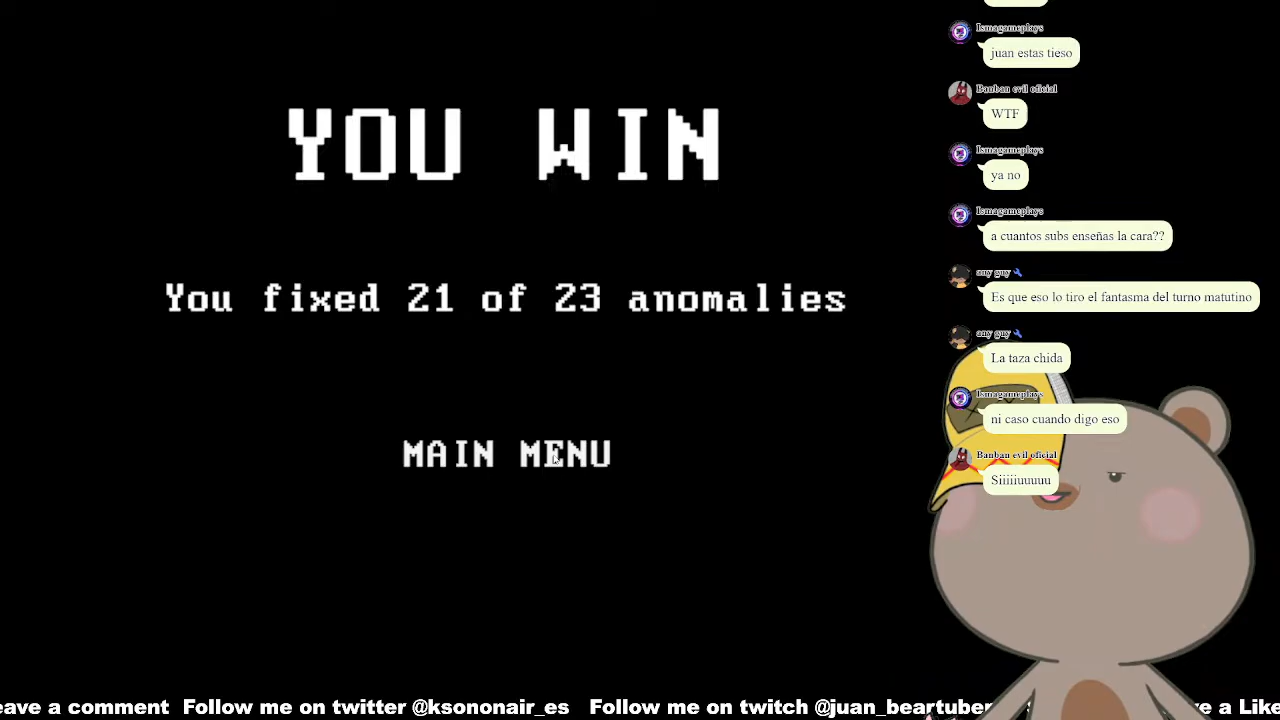 YOU WIN
You fixed 21 of 23 anomalies
MAIN MENU
Ismagameplays
juan estas tieso
Banban evil oficial
WTF
Ismagameplays
ya no
Ismagameplays
a cuantos subs enseñas la cara??
any guy
Es que eso lo tiro el fantasma del turno matutino
any guy
La taza chida
Ismagameplays
ni caso cuando digo eso
Banban evil oficial
Siiiiuuuuu
eave a comment Follow me on twitter @ksononair_es Follow me on twitch @juan_beartuber e a Like